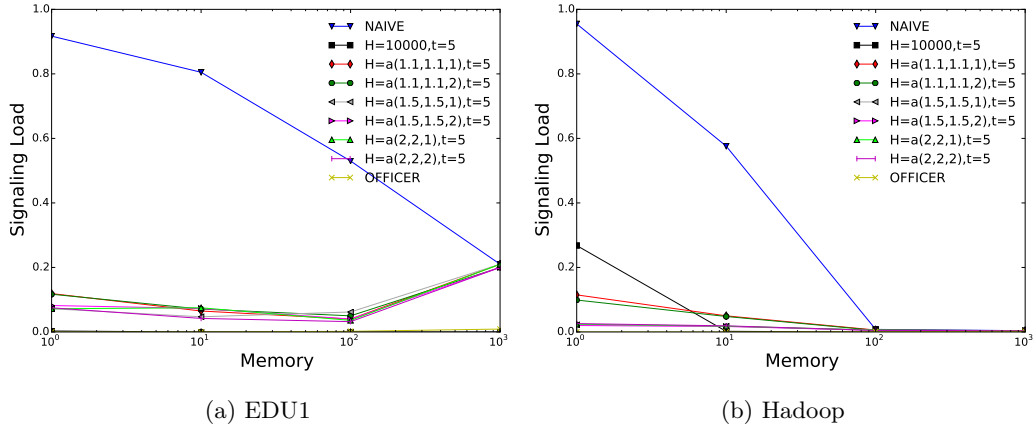 1.0
0.8
0.6
0.4
0.2
0.0
Signaling Load
10^0
10^1
10^2
10^3
Memory
NAIVE
H=10000,t=5
H=a(1.1,1.1,1),t=5
H=a(1.1,1.1,2),t=5
H=a(1.5,1.5,1),t=5
H=a(1.5,1.5,2),t=5
H=a(2,2,1),t=5
H=a(2,2,2),t=5
OFFICER
(a) EDU1
1.0
0.8
0.6
0.4
0.2
0.0
Signaling Load
10^0
10^1
10^2
10^3
Memory
NAIVE
H=10000,t=5
H=a(1.1,1.1,1),t=5
H=a(1.1,1.1,2),t=5
H=a(1.5,1.5,1),t=5
H=a(1.5,1.5,2),t=5
H=a(2,2,1),t=5
H=a(2,2,2),t=5
OFFICER
(b) Hadoop